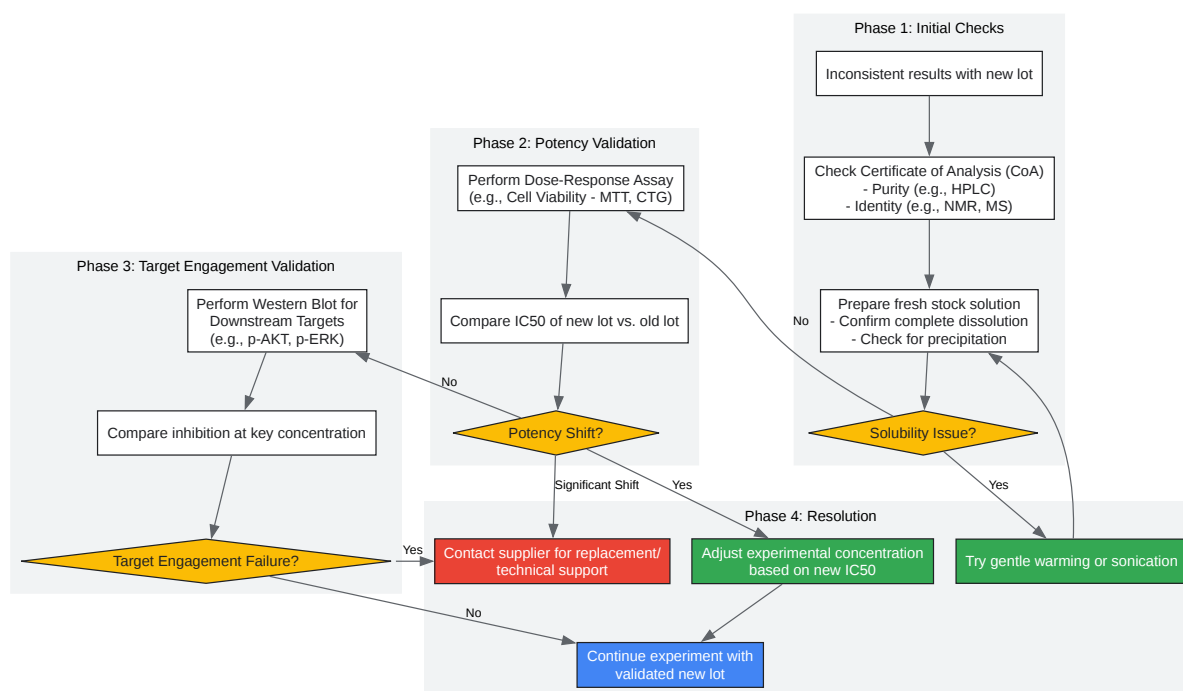 Phase 1: Initial Checks
Inconsistent results with new lot
Check Certificate of Analysis (CoA)
- Purity (e.g., HPLC)
- Identity (e.g., NMR, MS)
Prepare fresh stock solution
- Confirm complete dissolution
- Check for precipitation
Solubility Issue?
No
Yes
Phase 2: Potency Validation
Perform Dose-Response Assay
(e.g., Cell Viability - MTT, CTG)
Compare IC50 of new lot vs. old lot
Potency Shift?
No
Significant Shift
Yes
Phase 3: Target Engagement Validation
Perform Western Blot for
Downstream Targets
(e.g., p-AKT, p-ERK)
Compare inhibition at key concentration
Target Engagement Failure?
Yes
No
Phase 4: Resolution
Contact supplier for replacement/
technical support
Adjust experimental concentration
based on new IC50
Try gentle warming or sonication
Continue experiment with
validated new lot